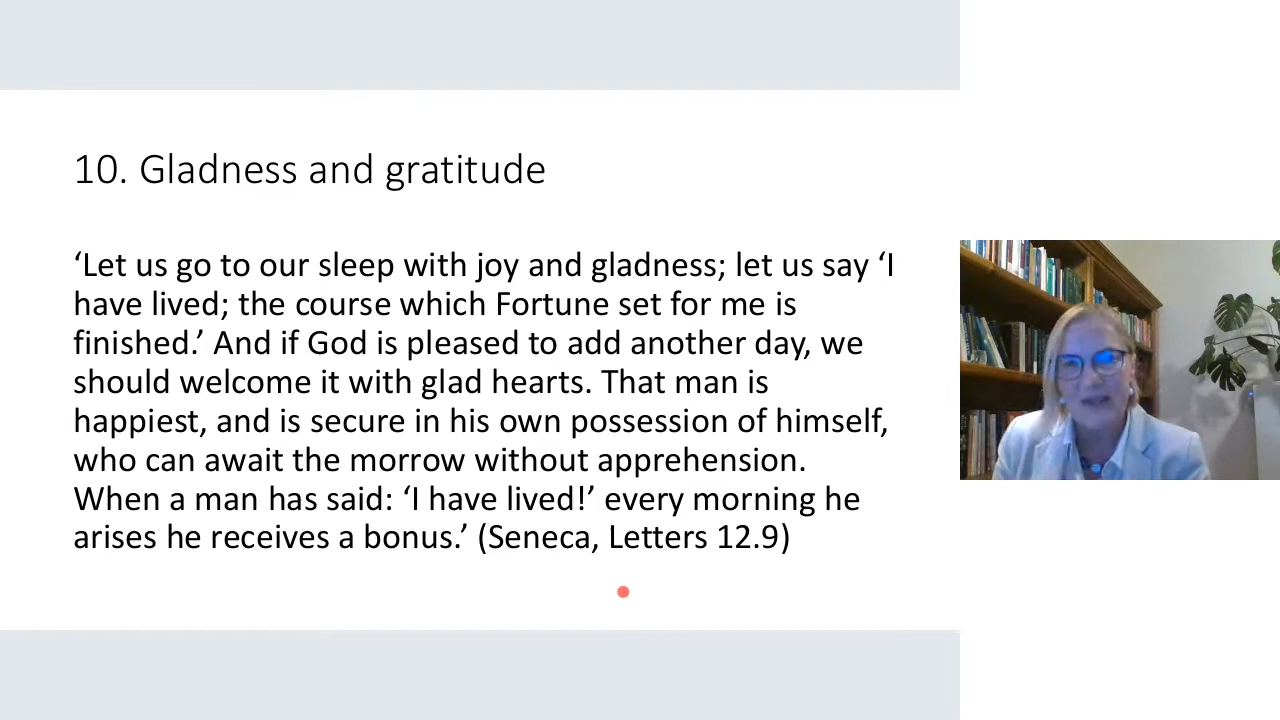 10. Gladness and gratitude
‘Let us go to our sleep with joy and gladness; let us say ‘I
have lived; the course which Fortune set for me is
finished.’ And if God is pleased to add another day, we
should welcome it with glad hearts. That man is
happiest, and is secure in his own possession of himself,
who can await the morrow without apprehension.
When a man has said: ‘I have lived!’ every morning he
arises he receives a bonus.’ (Seneca, Letters 12.9)